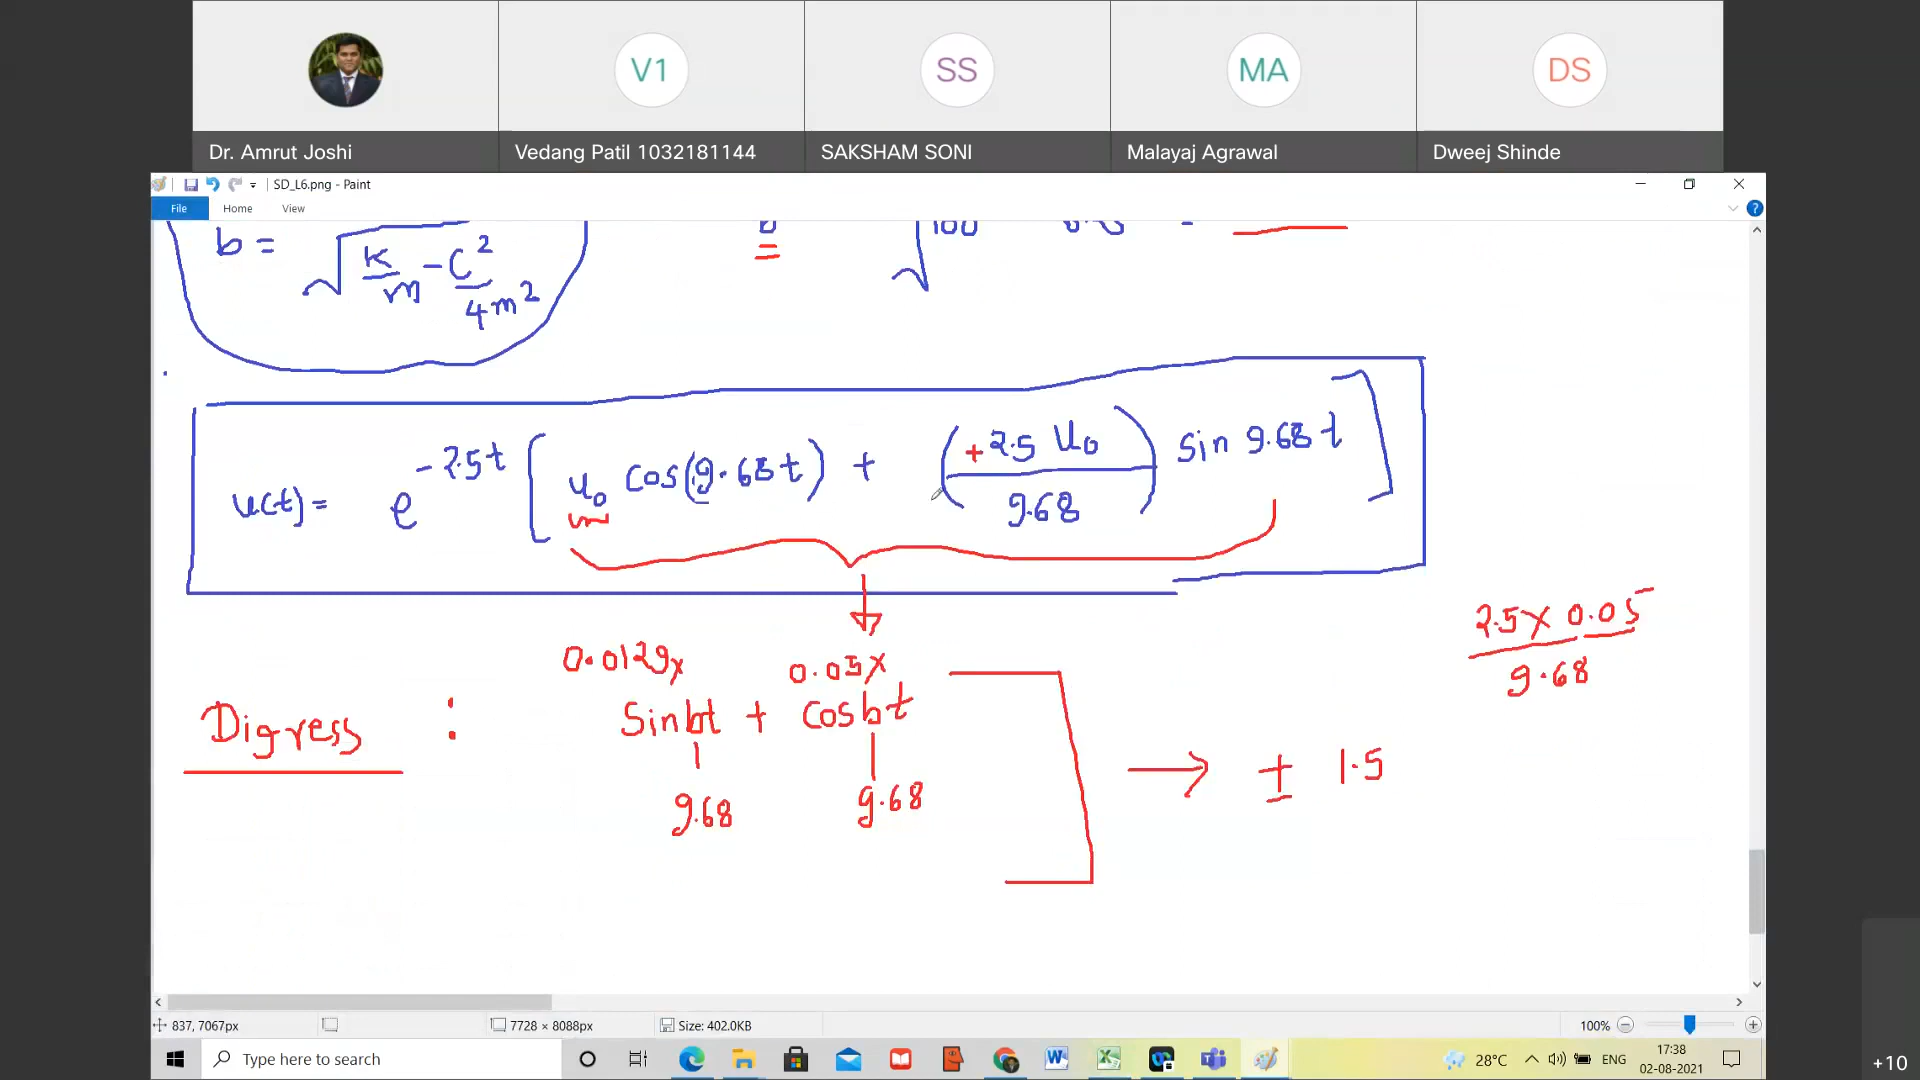 V1
SS
MA
DS
Dr. Amrut Joshi
Vedang Patil 1032181144
SAKSHAM SONI
Malayaj Agrawal
Dweej Shinde
SD_L6.png - Paint
File
Home
View
b = √(K/m - C²/4m²)
100
u(t) = e^(-2.5t) [ u₀ cos(9.68t) + (+2.5 u₀ / 9.68) sin 9.68t ]
2.5 x 0.05
9.68
0.0129x 0.05x
Digress : Sinbt + Cosbt → ± 1.5
9.68 9.68
837, 7067px
7728 × 8088px
Size: 402.0KB
100%
Type here to search
28°C
ENG
17:38
02-08-2021
+10